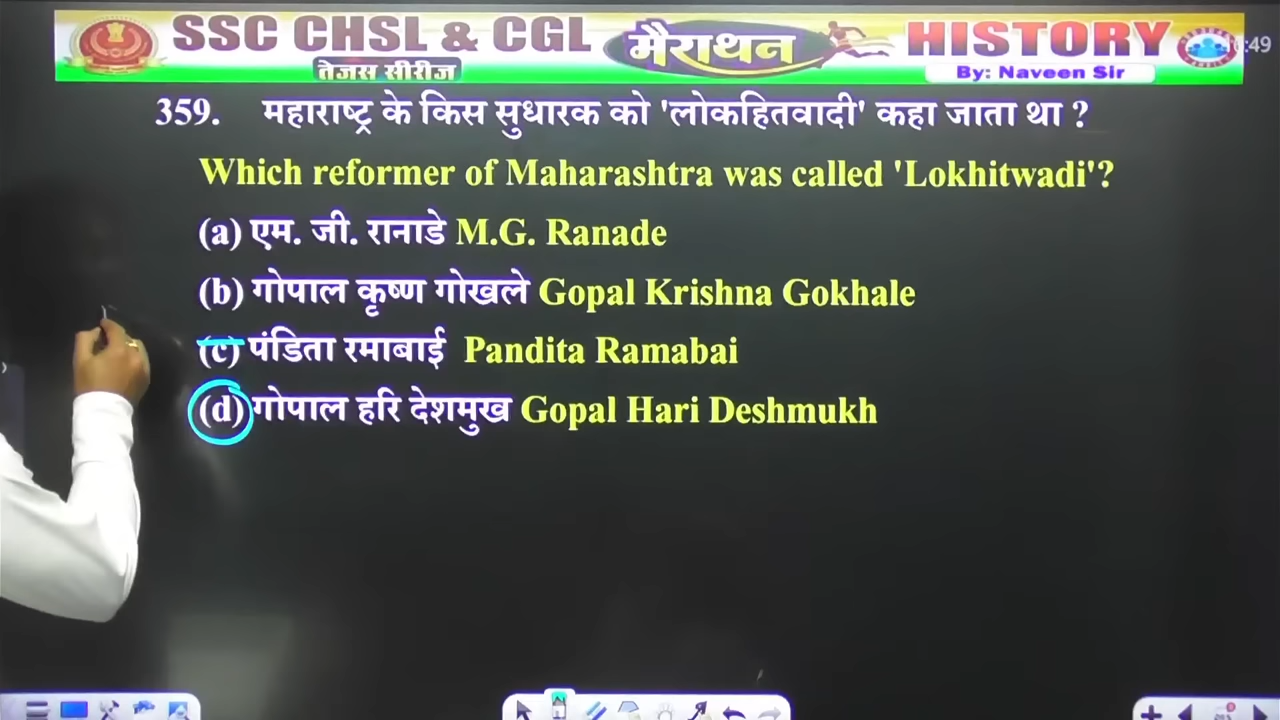 SSC CHSL & CGL
तेजस सीरीज
मैराथन
HISTORY
By: Naveen Sir
:49
359. महाराष्ट्र के किस सुधारक को 'लोकहितवादी' कहा जाता था ?
Which reformer of Maharashtra was called 'Lokhitwadi'?
(a) एम. जी. रानाडे M.G. Ranade
(b) गोपाल कृष्ण गोखले Gopal Krishna Gokhale
(c) पंडिता रमाबाई Pandita Ramabai
(d) गोपाल हरि देशमुख Gopal Hari Deshmukh